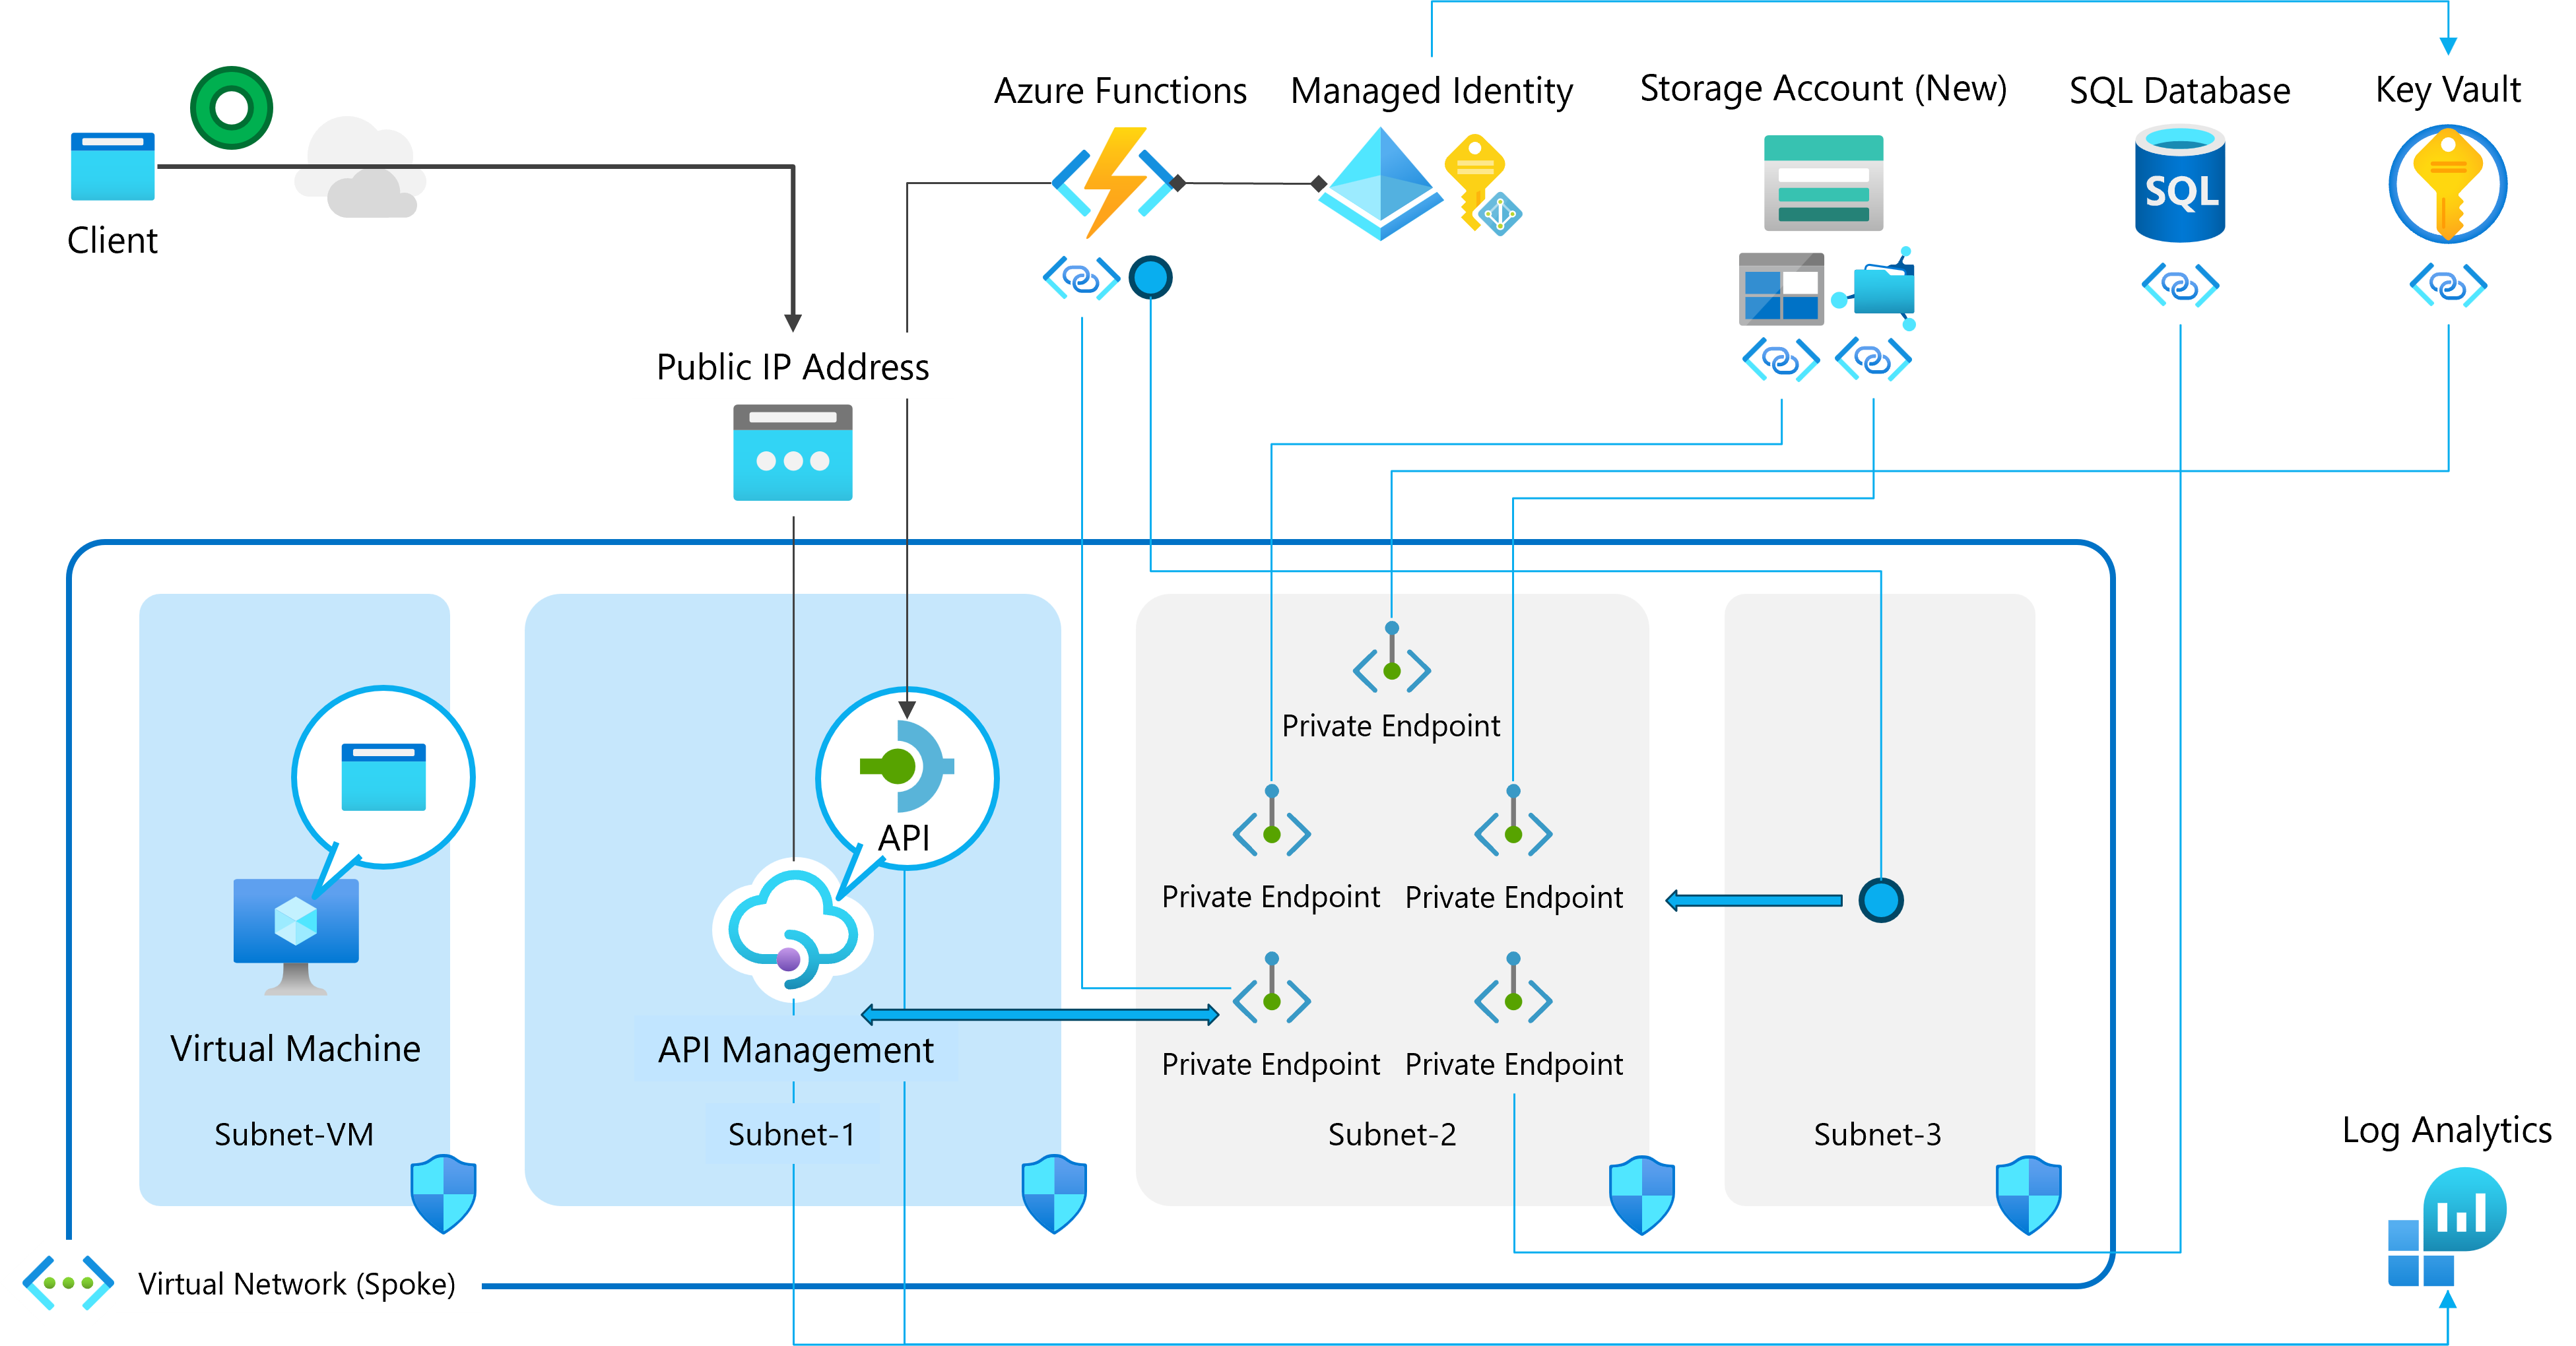 Azure Functions
Managed Identity
Storage Account (New)
SQL Database
Key Vault
SQL
Client
Public IP Address
Private Endpoint
API
Private Endpoint
Private Endpoint
Virtual Machine
API Management
Private Endpoint
Private Endpoint
Subnet-VM
Subnet-1
Subnet-2
Subnet-3
Log Analytics
Virtual Network (Spoke)